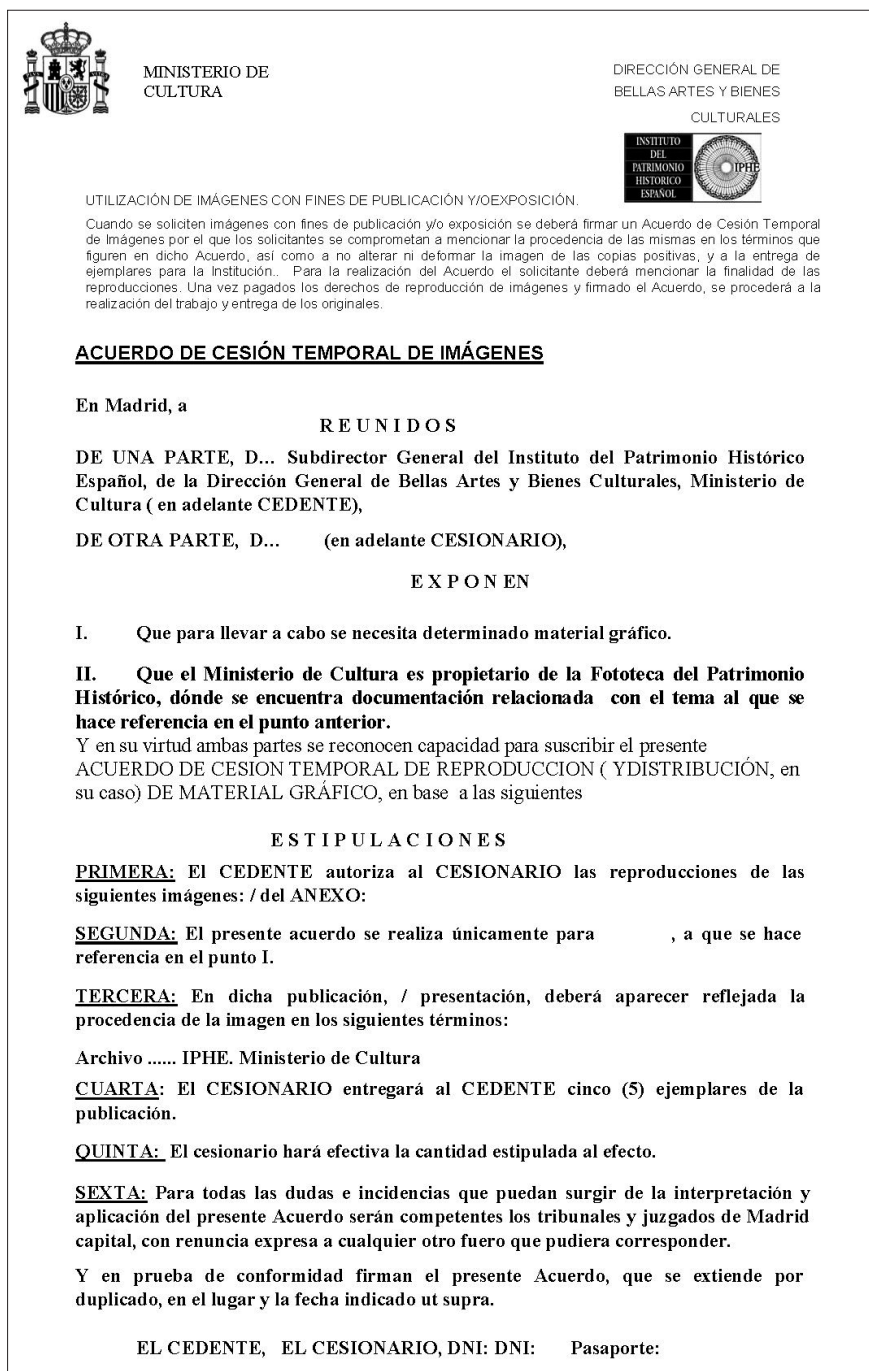 MINISTERIO DE
CULTURA
DIRECCIÓN GENERAL DE
BELLAS ARTES Y BIENES
CULTURALES
INSTITUTO
DEL
PATRIMONIO
HISTORICO
ESPAÑOL
IPHE
UTILIZACIÓN DE IMÁGENES CON FINES DE PUBLICACIÓN Y/OEXPOSICIÓN.
Cuando se soliciten imágenes con fines de publicación y/o exposición se deberá firmar un Acuerdo de Cesión Temporal
de Imágenes por el que los solicitantes se comprometan a mencionar la procedencia de las mismas en los términos que
figuren en dicho Acuerdo, así como a no alterar ni deformar la imagen de las copias positivas, y a la entrega de
ejemplares para la Institución.. Para la realización del Acuerdo el solicitante deberá mencionar la finalidad de las
reproducciones. Una vez pagados los derechos de reproducción de imágenes y firmado el Acuerdo, se procederá a la
realización del trabajo y entrega de los originales.
ACUERDO DE CESIÓN TEMPORAL DE IMÁGENES
En Madrid, a
R E U N I D O S
DE UNA PARTE, D... Subdirector General del Instituto del Patrimonio Histórico
Español, de la Dirección General de Bellas Artes y Bienes Culturales, Ministerio de
Cultura ( en adelante CEDENTE),
DE OTRA PARTE, D... (en adelante CESIONARIO),
E X P O N EN
I. Que para llevar a cabo se necesita determinado material gráfico.
II. Que el Ministerio de Cultura es propietario de la Fototeca del Patrimonio
Histórico, dónde se encuentra documentación relacionada con el tema al que se
hace referencia en el punto anterior.
Y en su virtud ambas partes se reconocen capacidad para suscribir el presente
ACUERDO DE CESION TEMPORAL DE REPRODUCCION ( YDISTRIBUCIÓN, en
su caso) DE MATERIAL GRÁFICO, en base a las siguientes
E S T I P U L A C I O N E S
PRIMERA: El CEDENTE autoriza al CESIONARIO las reproducciones de las
siguientes imágenes: / del ANEXO:
SEGUNDA: El presente acuerdo se realiza únicamente para , a que se hace
referencia en el punto I.
TERCERA: En dicha publicación, / presentación, deberá aparecer reflejada la
procedencia de la imagen en los siguientes términos:
Archivo ...... IPHE. Ministerio de Cultura
CUARTA: El CESIONARIO entregará al CEDENTE cinco (5) ejemplares de la
publicación.
QUINTA: El cesionario hará efectiva la cantidad estipulada al efecto.
SEXTA: Para todas las dudas e incidencias que puedan surgir de la interpretación y
aplicación del presente Acuerdo serán competentes los tribunales y juzgados de Madrid
capital, con renuncia expresa a cualquier otro fuero que pudiera corresponder.
Y en prueba de conformidad firman el presente Acuerdo, que se extiende por
duplicado, en el lugar y la fecha indicado ut supra.
EL CEDENTE, EL CESIONARIO, DNI: DNI: Pasaporte: